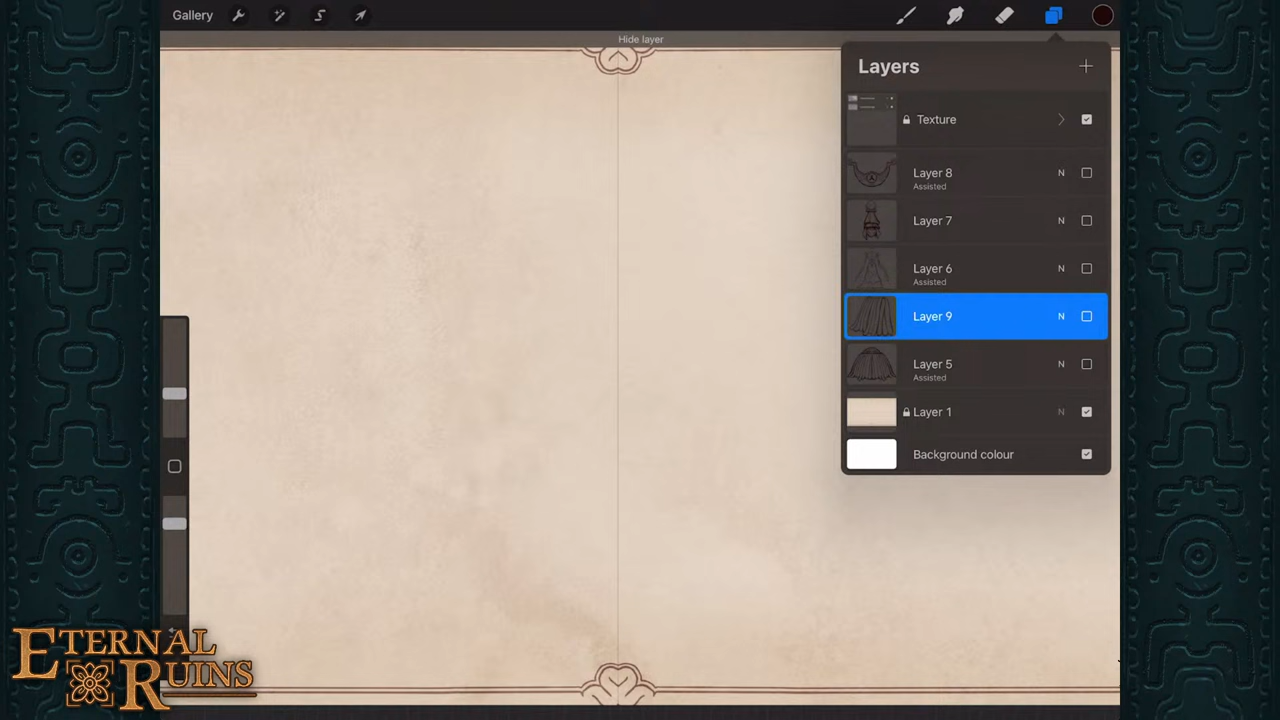 Gallery
Hide layer
Layers
Texture
Layer 8
N
Assisted
Layer 7
N
Layer 6
N
Assisted
Layer 9
N
Layer 5
N
Assisted
Layer 1
N
Background colour
ETERNAL
RUINS